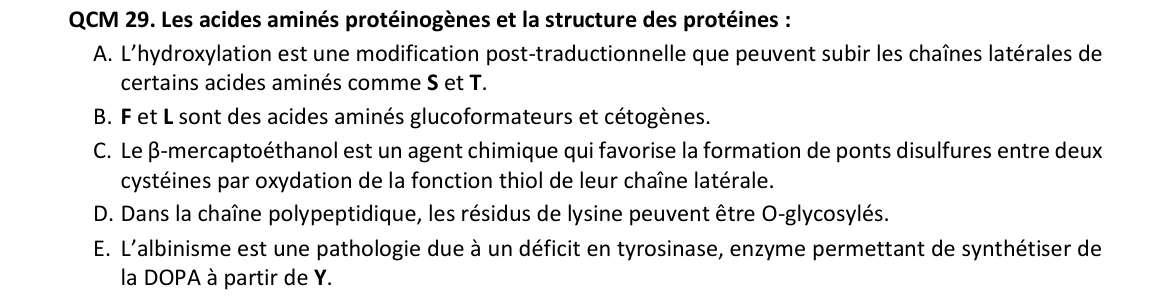 QCM 29. Les acides aminés protéinogènes et la structure des protéines :
A. L’hydroxylation est une modification post-traductionnelle que peuvent subir les chaînes latérales de
certains acides aminés comme S et T.
B. F et L sont des acides aminés glucoformateurs et cétogènes.
C. Le β-mercaptoéthanol est un agent chimique qui favorise la formation de ponts disulfures entre deux
cystéines par oxydation de la fonction thiol de leur chaîne latérale.
D. Dans la chaîne polypeptidique, les résidus de lysine peuvent être O-glycosylés.
E. L’albinisme est une pathologie due à un déficit en tyrosinase, enzyme permettant de synthétiser de
la DOPA à partir de Y.